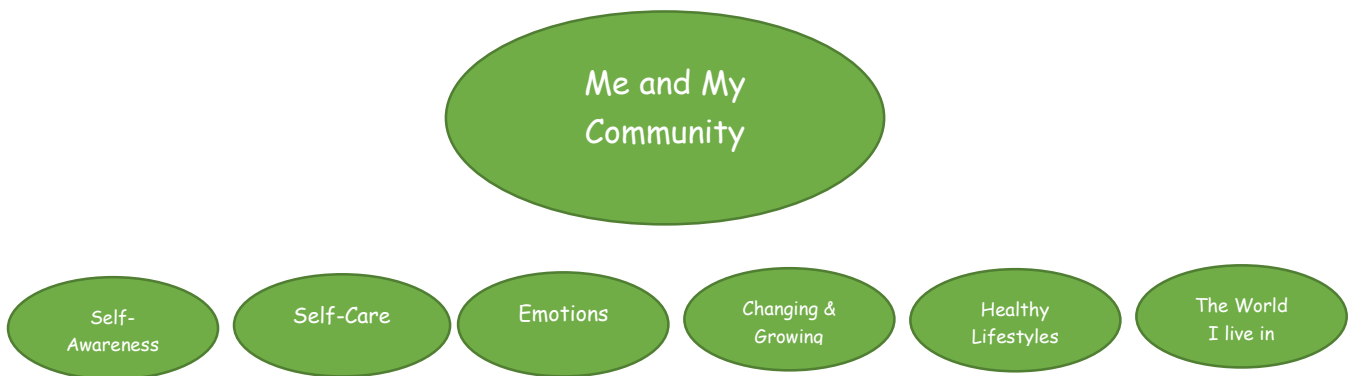 Me and My
Community
Self-
Awareness
Self-Care
Emotions
Changing &
Growing
Healthy
Lifestyles
The World
I live in